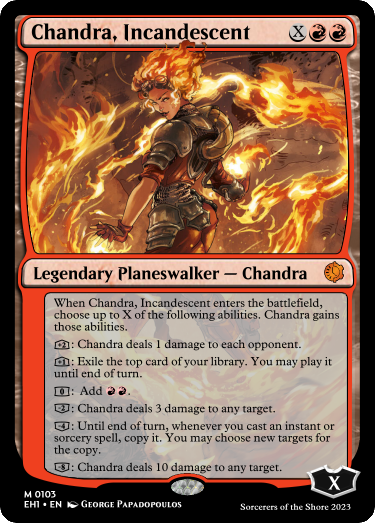 Chandra, Incandescent X
Legendary Planeswalker — Chandra
When Chandra, Incandescent enters the battlefield,
choose up to X of the following abilities. Chandra gains
those abilities.
+2: Chandra deals 1 damage to each opponent.
+1: Exile the top card of your library. You may play it
until end of turn.
0: Add
-3: Chandra deals 3 damage to any target.
-4: Until end of turn, whenever you cast an instant or
sorcery spell, copy it. You may choose new targets for
the copy.
-8: Chandra deals 10 damage to any target.
X
M 0103
EH1 • EN George Papadopoulos
Sorcerers of the Shore 2023